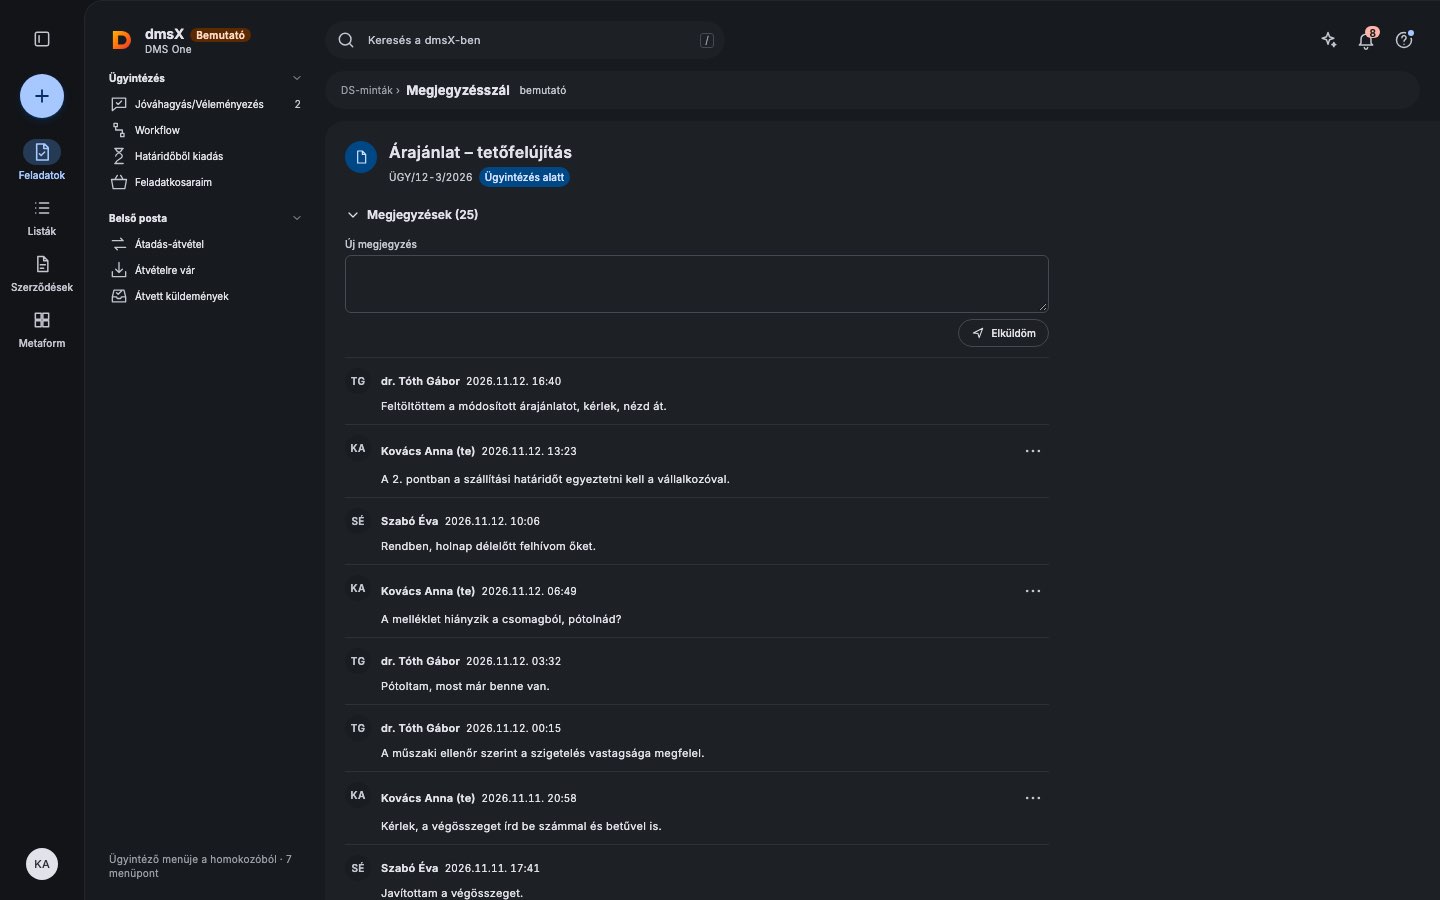 dmsX Bemutató
DMS One
Keresés a dmsX-ben /
8
Feladatok
Listák
Szerződések
Metaform
KA
Ügyintézés
Jóváhagyás/Véleményezés 2
Workflow
Határidőből kiadás
Feladatkosaraim
Belső posta
Átadás-átvétel
Átvételre vár
Átvett küldemények
Ügyintéző menüje a homokozóból · 7
menüpont
DS-minták › Megjegyzésszál bemutató
Árajánlat – tetőfelújítás
ÜGY/12-3/2026 Ügyintézés alatt
Megjegyzések (25)
Új megjegyzés
Elküldöm
TG dr. Tóth Gábor 2026.11.12. 16:40
Feltöltöttem a módosított árajánlatot, kérlek, nézd át.
KA Kovács Anna (te) 2026.11.12. 13:23
A 2. pontban a szállítási határidőt egyeztetni kell a vállalkozóval.
SÉ Szabó Éva 2026.11.12. 10:06
Rendben, holnap délelőtt felhívom őket.
KA Kovács Anna (te) 2026.11.12. 06:49
A melléklet hiányzik a csomagból, pótolnád?
TG dr. Tóth Gábor 2026.11.12. 03:32
Pótoltam, most már benne van.
TG dr. Tóth Gábor 2026.11.12. 00:15
A műszaki ellenőr szerint a szigetelés vastagsága megfelel.
KA Kovács Anna (te) 2026.11.11. 20:58
Kérlek, a végösszeget írd be számmal és betűvel is.
SÉ Szabó Éva 2026.11.11. 17:41
Javítottam a végösszeget.